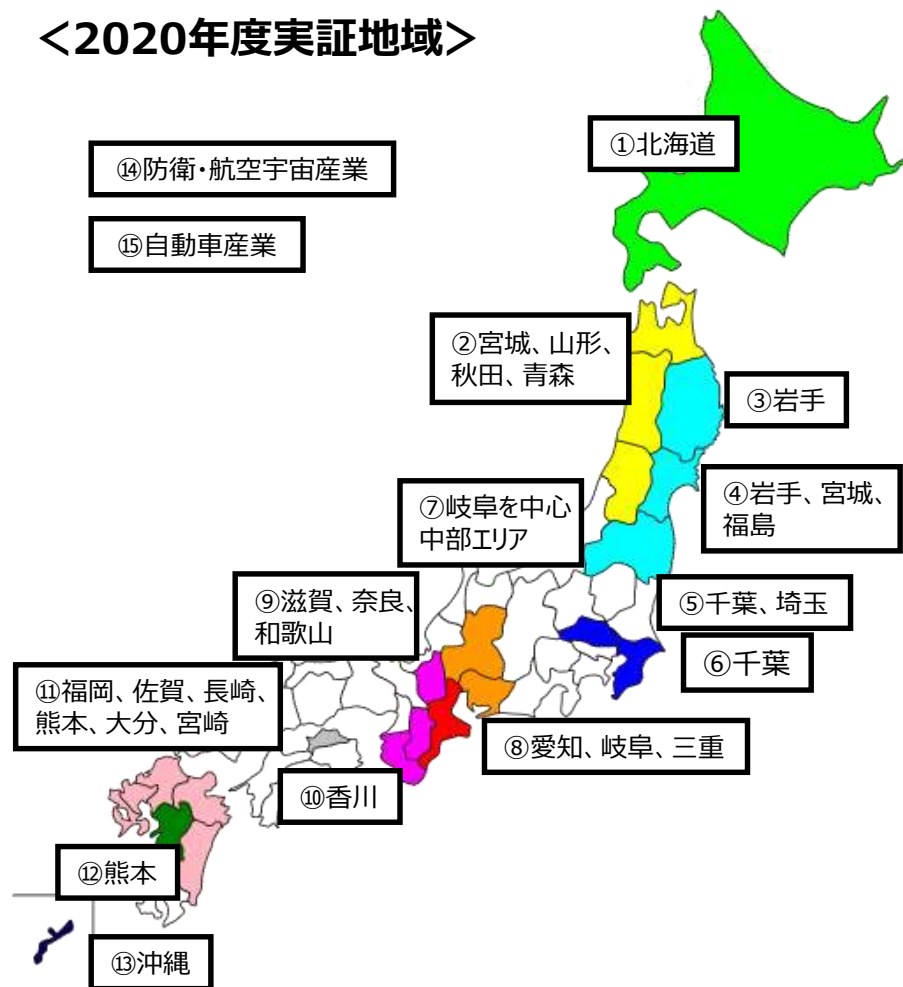 ＜2020年度実証地域＞
①北海道
⑭防衛・航空宇宙産業
⑮自動車産業
②宮城、山形、
秋田、青森
③岩手
④岩手、宮城、
福島
⑦岐阜を中心
中部エリア
⑨滋賀、奈良、
和歌山
⑤千葉、埼玉
⑥千葉
⑪福岡、佐賀、長崎、
熊本、大分、宮崎
⑧愛知、岐阜、三重
⑩香川
⑫熊本
⑬沖縄